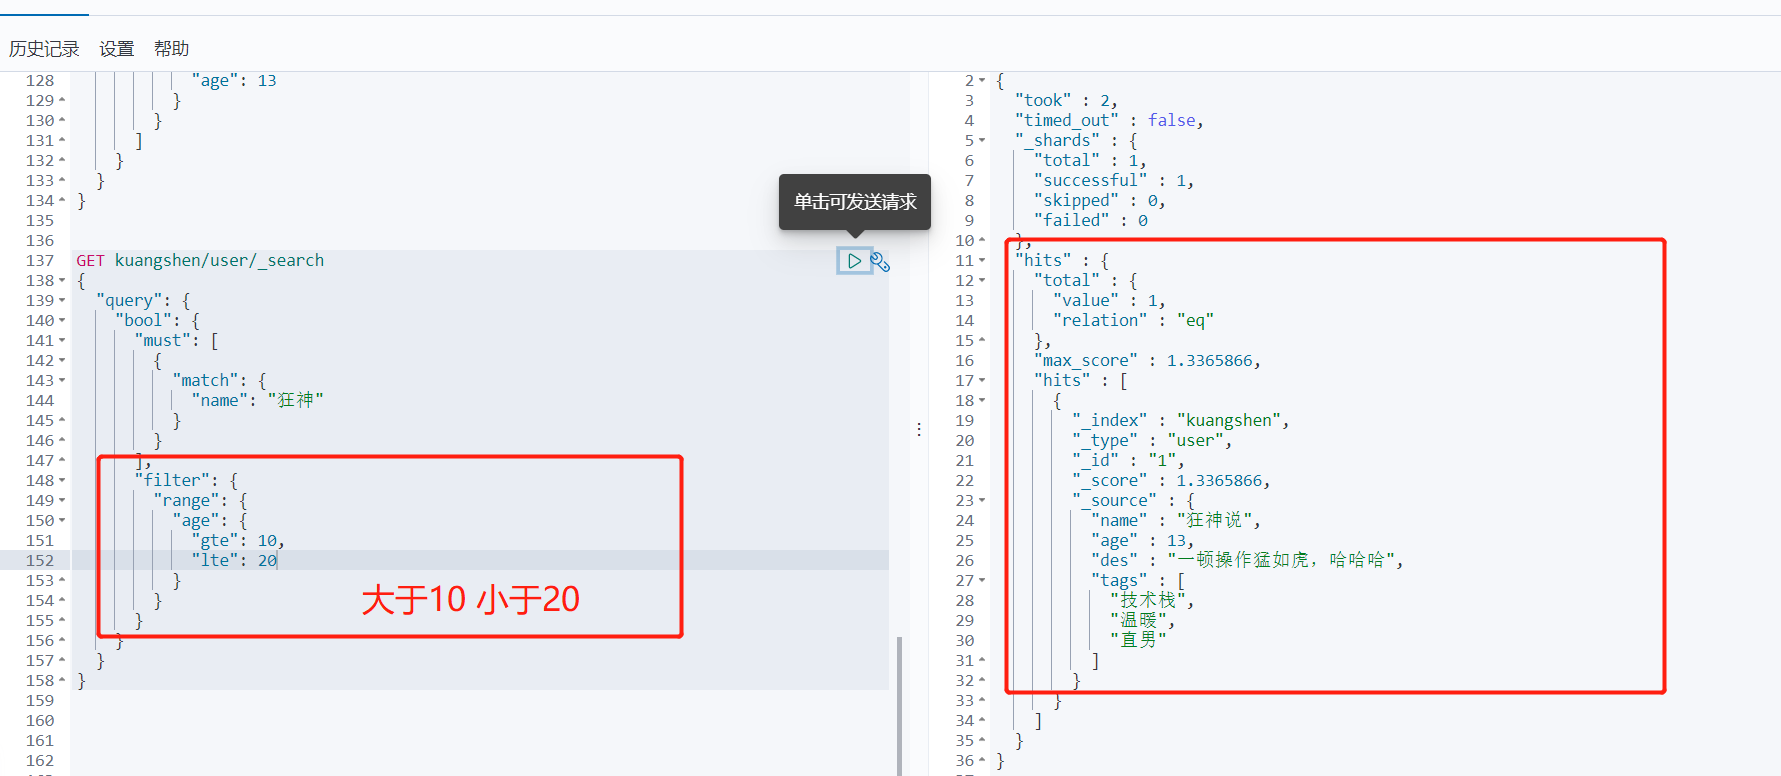 历史记录 设置 帮助
128 "age": 13
129 }
130 }
131 ]
132 }
133 }
134 }
135
136
137 GET kuangshen/user/_search
138 {
139 "query": {
140 "bool": {
141 "must": [
142 {
143 "match": {
144 "name": "狂神"
145 }
146 }
147 ],
148 "filter": {
149 "range": {
150 "age": {
151 "gte": 10,
152 "lte": 20
153 }
154 }
155 }
156 }
157 }
158 }
159
160
161
162
单击可发送请求
大于10 小于20
2 {
3 "took" : 2,
4 "timed_out" : false,
5 "_shards" : {
6 "total" : 1,
7 "successful" : 1,
8 "skipped" : 0,
9 "failed" : 0
10 },
11 "hits" : {
12 "total" : {
13 "value" : 1,
14 "relation" : "eq"
15 },
16 "max_score" : 1.3365866,
17 "hits" : [
18 {
19 "_index" : "kuangshen",
20 "_type" : "user",
21 "_id" : "1",
22 "_score" : 1.3365866,
23 "_source" : {
24 "name" : "狂神说",
25 "age" : 13,
26 "des" : "一顿操作猛如虎，哈哈哈",
27 "tags" : [
28 "技术栈",
29 "温暖",
30 "直男"
31 ]
32 }
33 }
34 ]
35 }
36 }